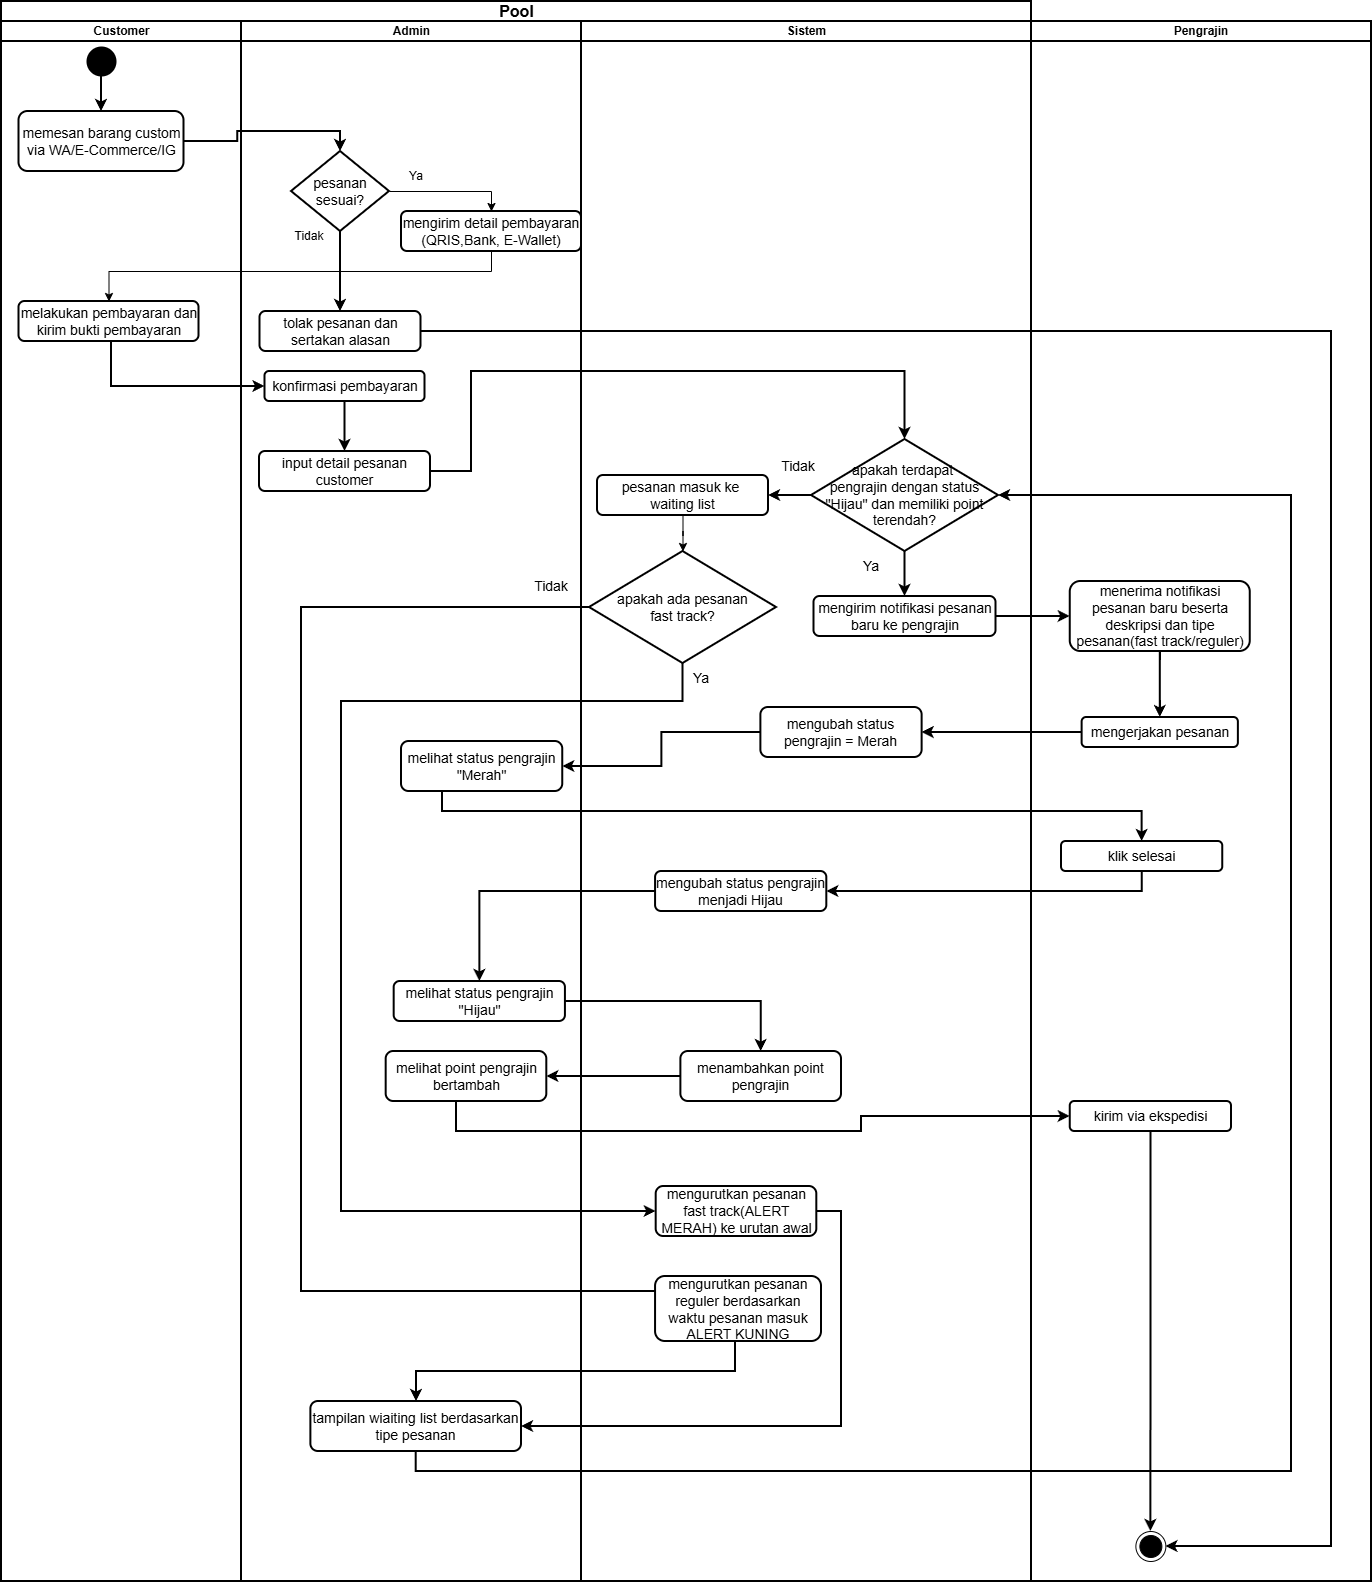 Pool
Customer
Admin
Sistem
Pengrajin
memesan barang custom
via WA/E-Commerce/IG
pesanan
sesuai?
Ya
Tidak
mengirim detail pembayaran
(QRIS,Bank, E-Wallet)
melakukan pembayaran dan
kirim bukti pembayaran
tolak pesanan dan
sertakan alasan
konfirmasi pembayaran
input detail pesanan
customer
apakah terdapat
pengrajin dengan status
"Hijau" dan memiliki point
terendah?
Tidak
pesanan masuk ke
waiting list
Ya
Tidak
apakah ada pesanan
fast track?
Ya
mengirim notifikasi pesanan
baru ke pengrajin
menerima notifikasi
pesanan baru beserta
deskripsi dan tipe
pesanan(fast track/reguler)
mengerjakan pesanan
mengubah status
pengrajin = Merah
melihat status pengrajin
"Merah"
klik selesai
mengubah status pengrajin
menjadi Hijau
melihat status pengrajin
"Hijau"
menambahkan point
pengrajin
melihat point pengrajin
bertambah
kirim via ekspedisi
mengurutkan pesanan
fast track(ALERT
MERAH) ke urutan awal
mengurutkan pesanan
reguler berdasarkan
waktu pesanan masuk
ALERT KUNING
tampilan wiaiting list berdasarkan
tipe pesanan